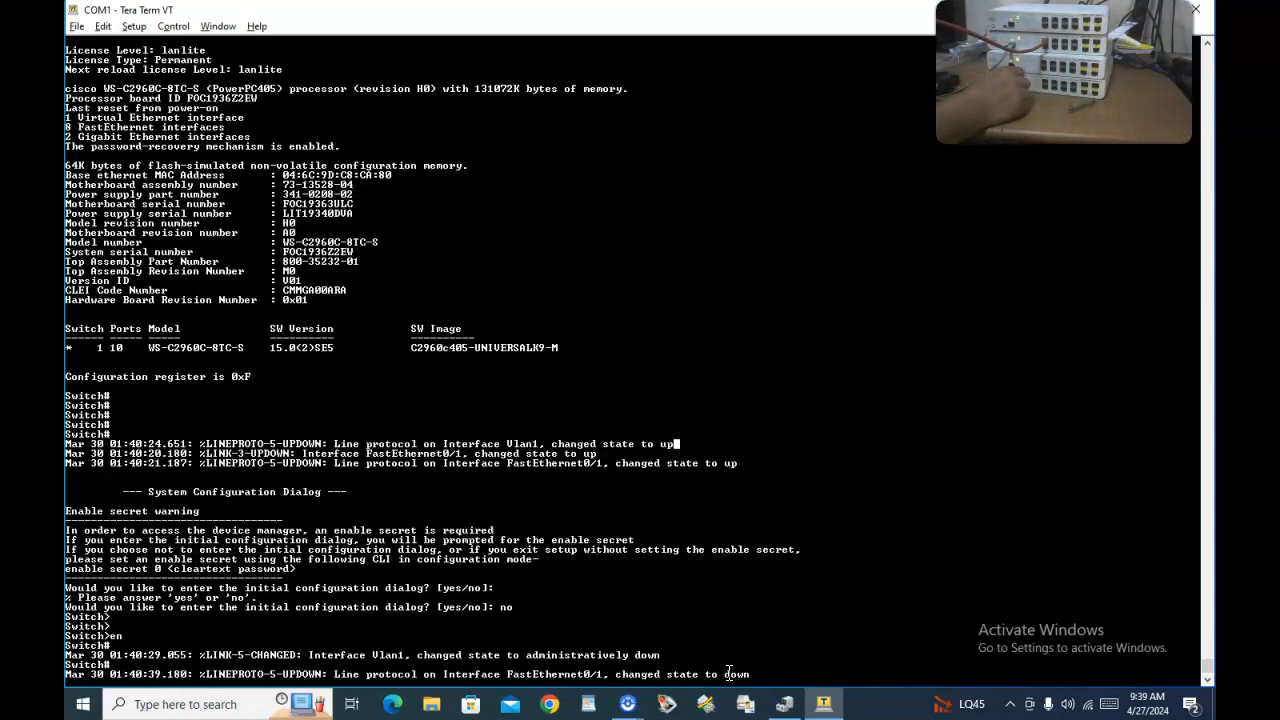 COM1 - Tera Term VT
File Edit Setup Control Window Help
License Level: lanlite
License Type: Permanent
Next reload license Level: lanlite
cisco WS-C2960C-8TC-S (PowerPC405) processor (revision H0) with 131072K bytes of memory.
Processor board ID FOC1936Z2EW
Last reset from power-on
1 Virtual Ethernet interface
8 FastEthernet interfaces
2 Gigabit Ethernet interfaces
The password-recovery mechanism is enabled.
64K bytes of flash-simulated non-volatile configuration memory.
Base ethernet MAC Address : 04:6C:9D:C8:CA:80
Motherboard assembly number : 73-13528-04
Power supply part number : 341-0208-02
Motherboard serial number : FOC19363ULC
Power supply serial number : LIT19340DVA
Model revision number : H0
Motherboard revision number : A0
Model number : WS-C2960C-8TC-S
System serial number : FOC1936Z2EW
Top Assembly Part Number : 800-35232-01
Top Assembly Revision Number : M0
Version ID : V01
CLEI Code Number : CMMGA00ARA
Hardware Board Revision Number : 0x01
Switch Ports Model SW Version SW Image
------ ----- ----- ---------- ----------
* 1 10 WS-C2960C-8TC-S 15.0(2)SE5 C2960c405-UNIVERSALK9-M
Configuration register is 0xF
Switch#
Switch#
Switch#
Switch#
Switch#
Mar 30 01:40:24.651: %LINEPROTO-5-UPDOWN: Line protocol on Interface Vlan1, changed state to up
Mar 30 01:40:20.180: %LINK-3-UPDOWN: Interface FastEthernet0/1, changed state to up
Mar 30 01:40:21.187: %LINEPROTO-5-UPDOWN: Line protocol on Interface FastEthernet0/1, changed state to up
--- System Configuration Dialog ---
Enable secret warning
----------------------------------
In order to access the device manager, an enable secret is required
If you enter the initial configuration dialog, you will be prompted for the enable secret
If you choose not to enter the intial configuration dialog, or if you exit setup without setting the enable secret,
please set an enable secret using the following CLI in configuration mode-
enable secret 0 <cleartext password>
----------------------------------
Would you like to enter the initial configuration dialog? [yes/no]:
% Please answer 'yes' or 'no'.
Would you like to enter the initial configuration dialog? [yes/no]: no
Switch>
Switch>
Switch>en
Switch#
Mar 30 01:40:29.055: %LINK-5-CHANGED: Interface Vlan1, changed state to administratively down
Switch#
Mar 30 01:40:39.180: %LINEPROTO-5-UPDOWN: Line protocol on Interface FastEthernet0/1, changed state to down
Activate Windows
Go to Settings to activate Windows.
Type here to search
LQ45
9:39 AM
4/27/2024
2